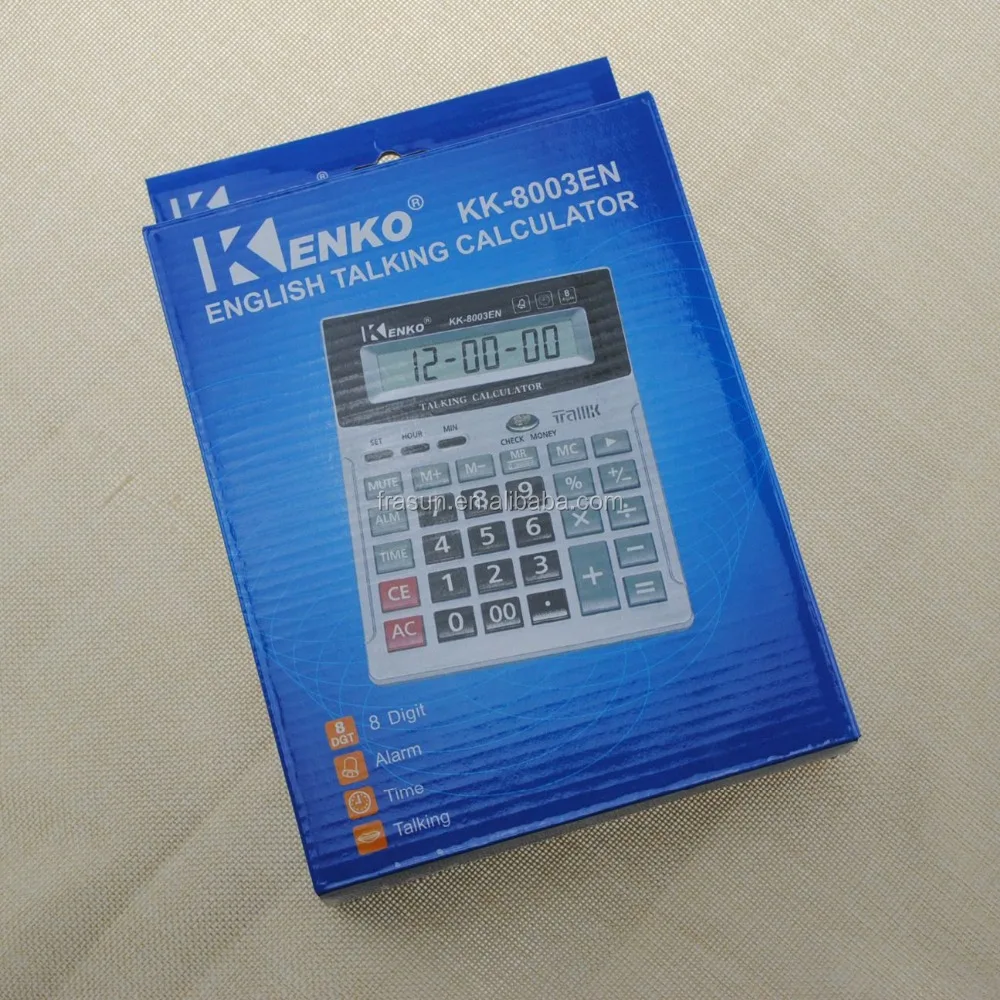 K
®
KENKO® KK-8003EN
ENGLISH TALKING CALCULATOR
KENKO® KK-8003EN
8
12-00-00
TALKING CALCULATOR
SET HOUR MIN
CHECK MONEY
MUTE M+ M- MR MC ▶
frasun.en.alibaba.com
7 8 9 % +/-
ALM × ÷
TIME 4 5 6 −
CE 1 2 3 + =
AC 0 00 .
8 DGT 8 Digit
Alarm
Time
Talking